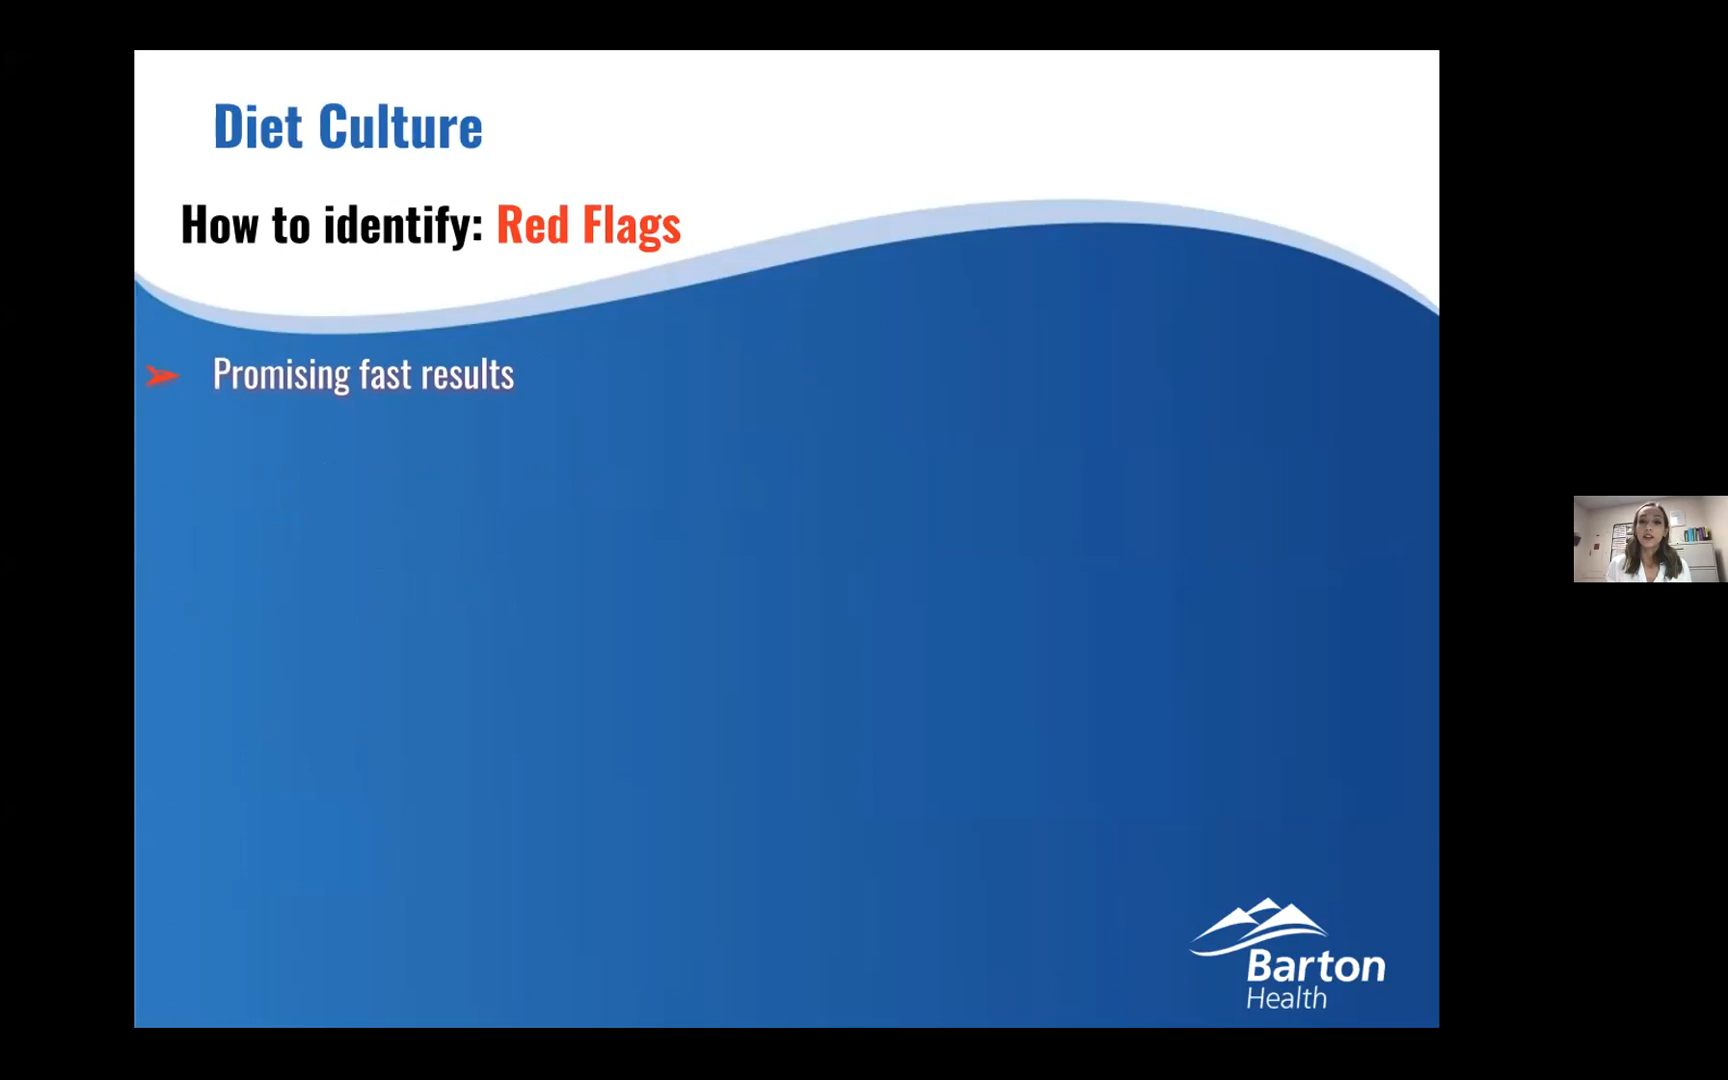 Diet Culture
How to identify: Red Flags
Promising fast results
Barton
Health